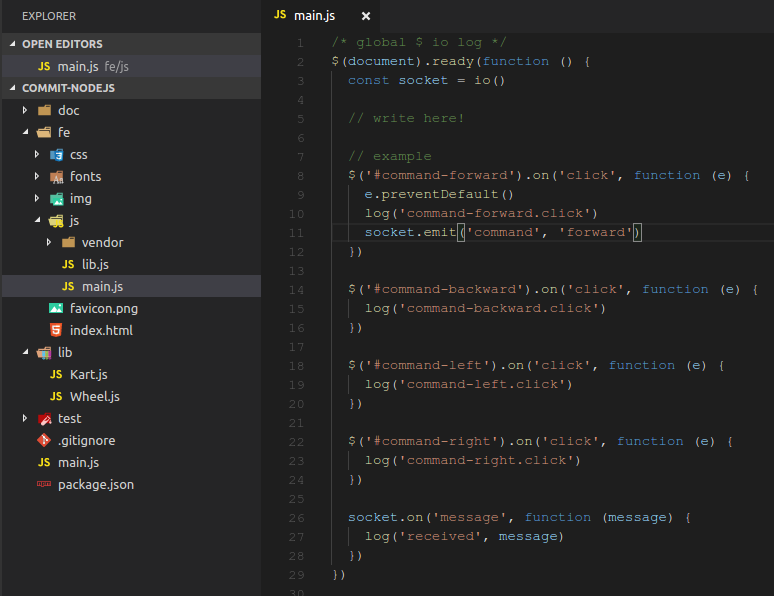 EXPLORER
OPEN EDITORS
JS main.js fe/js
COMMIT-NODEJS
doc
fe
css
fonts
img
js
vendor
JS lib.js
JS main.js
favicon.png
index.html
lib
JS Kart.js
JS Wheel.js
test
.gitignore
JS main.js
package.json
JS main.js ×
1 /* global $ io log */
2 $(document).ready(function () {
3 const socket = io()
4
5 // write here!
6
7 // example
8 $('#command-forward').on('click', function (e) {
9 e.preventDefault()
10 log('command-forward.click')
11 socket.emit('command', 'forward')
12 })
13
14 $('#command-backward').on('click', function (e) {
15 log('command-backward.click')
16 })
17
18 $('#command-left').on('click', function (e) {
19 log('command-left.click')
20 })
21
22 $('#command-right').on('click', function (e) {
23 log('command-right.click')
24 })
25
26 socket.on('message', function (message) {
27 log('received', message)
28 })
29 })
30